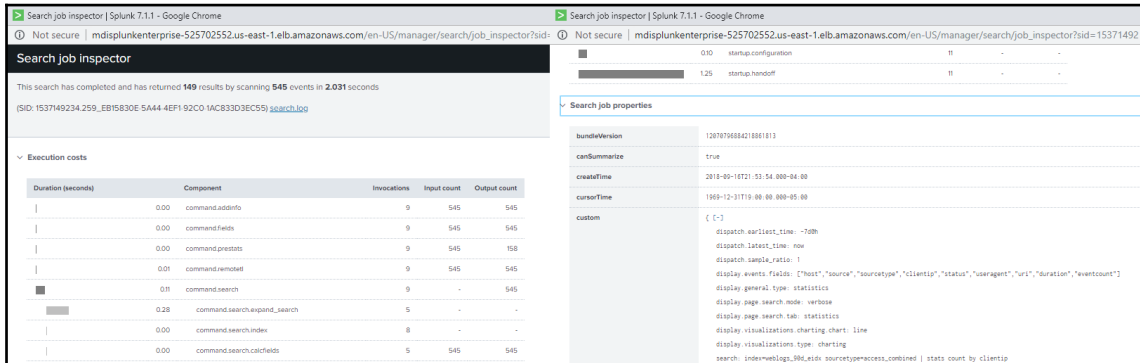 Search job inspector | Splunk 7.1.1 - Google Chrome
Not secure | mdisplunkenterprise-525702552.us-east-1.elb.amazonaws.com/en-US/manager/search/job_inspector?sid=
Search job inspector
This search has completed and has returned 149 results by scanning 545 events in 2.031 seconds
(SID: 1537149234.259_EB15830E-5A44-4EF1-92C0-1AC833D3EC55) search.log
Execution costs
Duration (seconds) Component Invocations Input count Output count
0.00 command.addinfo 9 545 545
0.00 command.fields 9 545 545
0.00 command.prestats 9 545 158
0.01 command.remotetl 9 545 545
0.11 command.search 9 - 545
0.28 command.search.expand_search 5 - -
0.00 command.search.index 8 - -
0.00 command.search.calcfields 5 545 545
Search job inspector | Splunk 7.1.1 - Google Chrome
Not secure | mdisplunkenterprise-525702552.us-east-1.elb.amazonaws.com/en-US/manager/search/job_inspector?sid=15371492
0.10 startup.configuration 11 - -
1.25 startup.handoff 11 - -
Search job properties
bundleVersion 12070796884218861813
canSummarize true
createTime 2018-09-16T21:53:54.000-04:00
cursorTime 1969-12-31T19:00:00.000-05:00
custom { [-]
dispatch.earliest_time: -7d@h
dispatch.latest_time: now
dispatch.sample_ratio: 1
display.events.fields: ["host","source","sourcetype","clientip","status","useragent","uri","duration","eventcount"]
display.general.type: statistics
display.page.search.mode: verbose
display.page.search.tab: statistics
display.visualizations.charting.chart: line
display.visualizations.type: charting
search: index=weblogs_90d_eidx sourcetype=access_combined | stats count by clientip